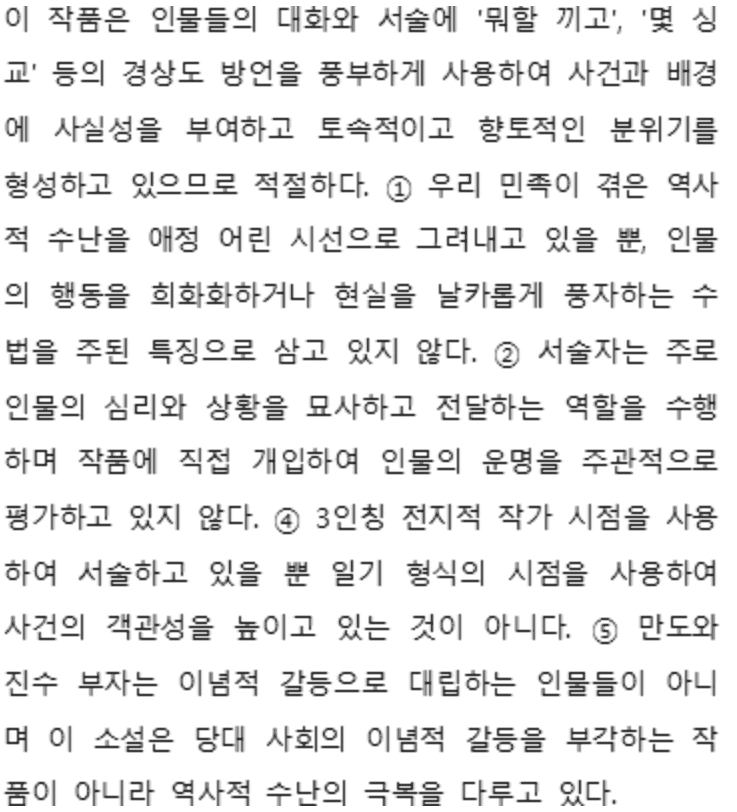 이 작품은 인물들의 대화와 서술에 '뭐할 끼고', '몇 싱
교' 등의 경상도 방언을 풍부하게 사용하여 사건과 배경
에 사실성을 부여하고 토속적이고 향토적인 분위기를
형성하고 있으므로 적절하다. ① 우리 민족이 겪은 역사
적 수난을 애정 어린 시선으로 그려내고 있을 뿐, 인물
의 행동을 희화화하거나 현실을 날카롭게 풍자하는 수
법을 주된 특징으로 삼고 있지 않다. ② 서술자는 주로
인물의 심리와 상황을 묘사하고 전달하는 역할을 수행
하며 작품에 직접 개입하여 인물의 운명을 주관적으로
평가하고 있지 않다. ④ 3인칭 전지적 작가 시점을 사용
하여 서술하고 있을 뿐 일기 형식의 시점을 사용하여
사건의 객관성을 높이고 있는 것이 아니다. ⑤ 만도와
진수 부자는 이념적 갈등으로 대립하는 인물들이 아니
며 이 소설은 당대 사회의 이념적 갈등을 부각하는 작
품이 아니라 역사적 수난의 극복을 다루고 있다.